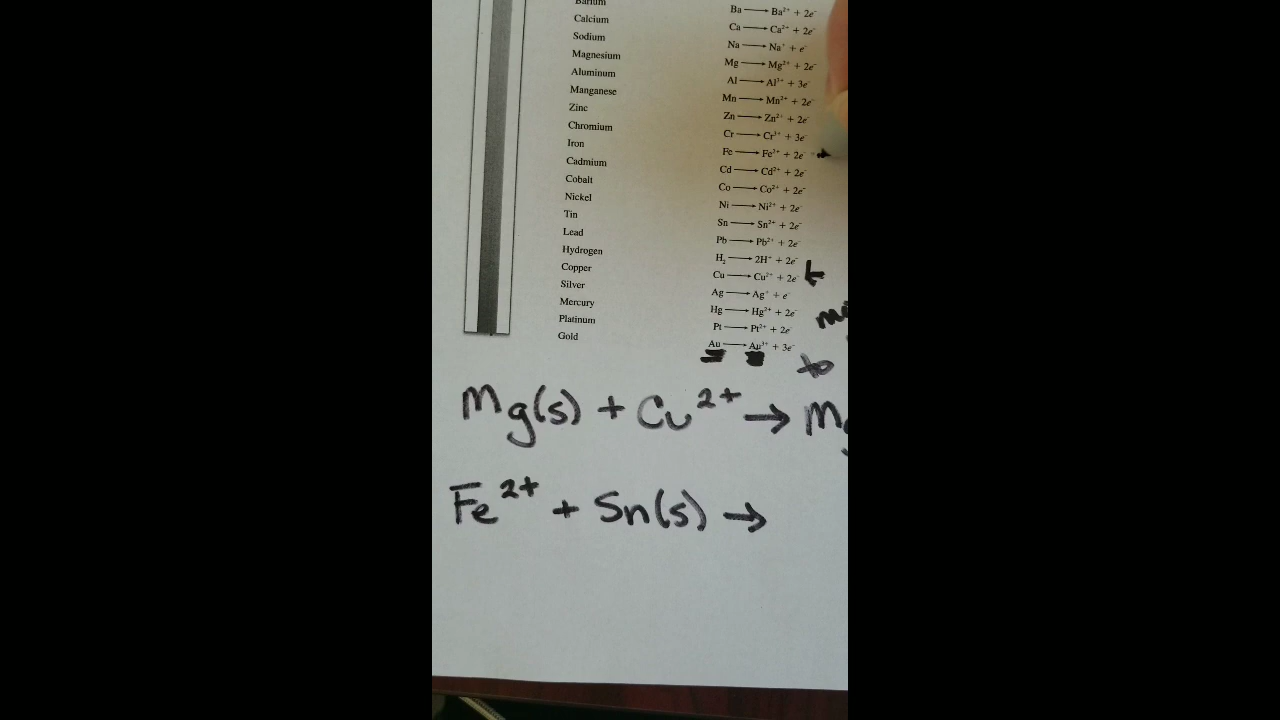 Barium Ba → Ba²⁺ + 2e⁻
Calcium Ca → Ca²⁺ + 2e⁻
Sodium Na → Na⁺ + e⁻
Magnesium Mg → Mg²⁺ + 2e⁻
Aluminum Al → Al³⁺ + 3e⁻
Manganese Mn → Mn²⁺ + 2e⁻
Zinc Zn → Zn²⁺ + 2e⁻
Chromium Cr → Cr³⁺ + 3e⁻
Iron Fe → Fe²⁺ + 2e⁻
Cadmium Cd → Cd²⁺ + 2e⁻
Cobalt Co → Co²⁺ + 2e⁻
Nickel Ni → Ni²⁺ + 2e⁻
Tin Sn → Sn²⁺ + 2e⁻
Lead Pb → Pb²⁺ + 2e⁻
Hydrogen H₂ → 2H⁺ + 2e⁻
Copper Cu → Cu²⁺ + 2e⁻
Silver Ag → Ag⁺ + e⁻
Mercury Hg → Hg²⁺ + 2e⁻
Platinum Pt → Pt²⁺ + 2e⁻
Gold Au → Au³⁺ + 3e⁻
to
Mg(s) + Cu²⁺ → M
Fe²⁺ + Sn(s) →